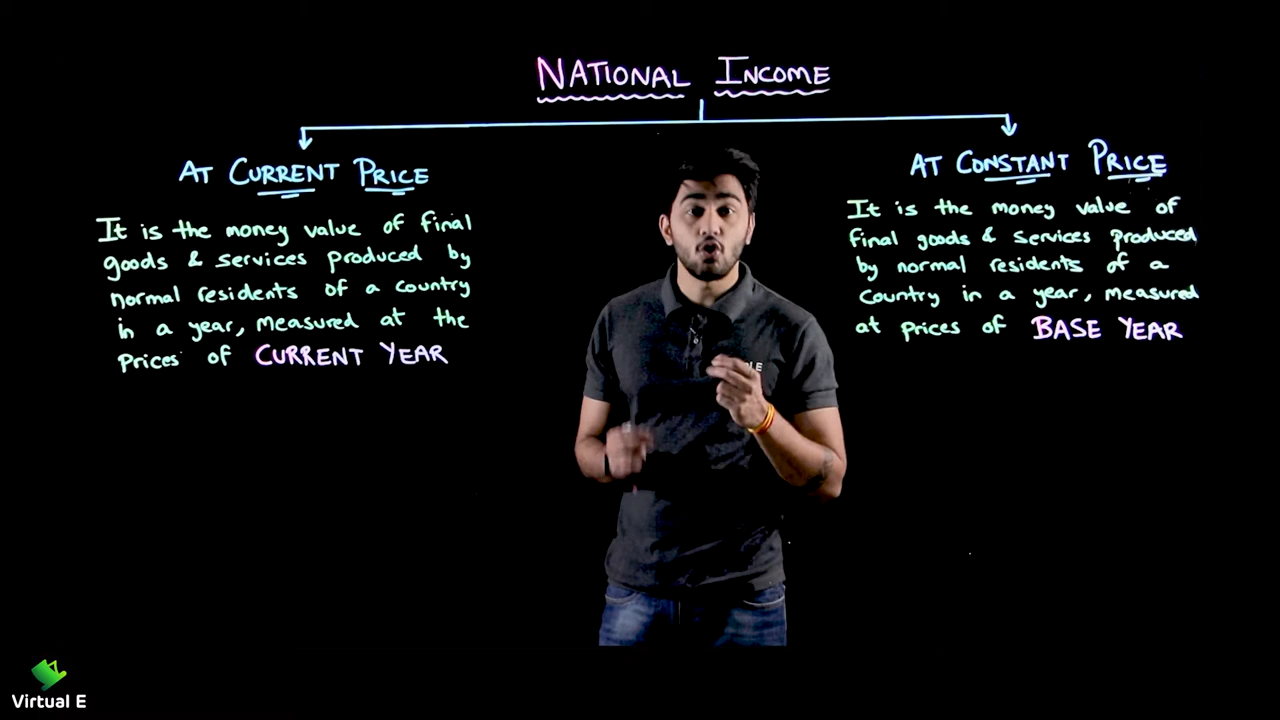 NATIONAL INCOME
AT CURRENT PRICE
It is the money value of final
goods & services produced by
normal residents of a country
in a year, measured at the
prices of CURRENT YEAR
AT CONSTANT PRICE
It is the money value of
final goods & services produced
by normal residents of a
country in a year, measured
at prices of BASE YEAR
Virtual E